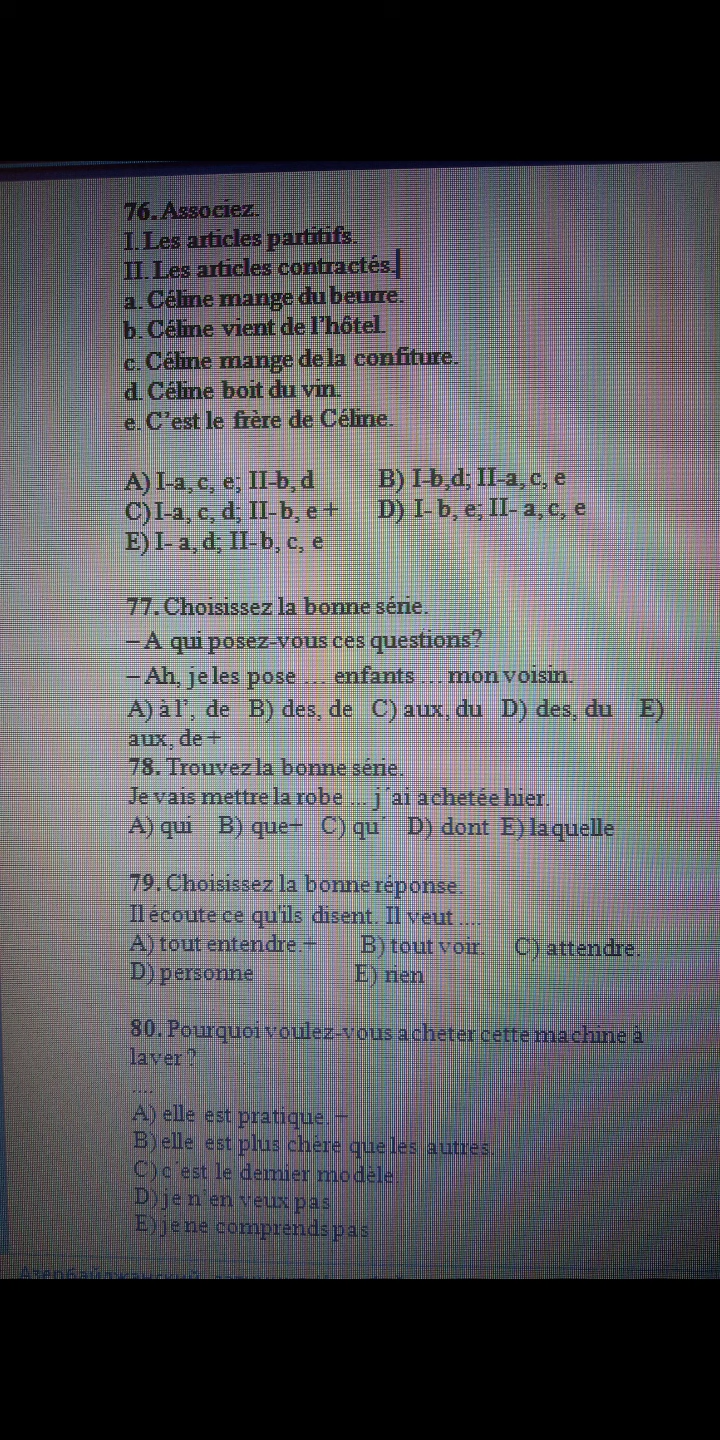 76. Associez.
I. Les articles partitifs.
II. Les articles contractés.
a. Céline mange du beurre.
b. Céline vient de l'hôtel.
c. Céline mange de la confiture.
d. Céline boit du vin.
e. C'est le frère de Céline.
A) I-a, c, e; II-b, d B) I-b,d; II-a, c, e
C) I-a, c, d; II-b, e + D) I- b, e; II- a, c, e
E) I- a, d; II-b, c, e
77. Choisissez la bonne série.
– A qui posez-vous ces questions?
– Ah, je les pose ... enfants ... mon voisin.
A) à l', de B) des, de C) aux, du D) des, du E)
aux, de +
78. Trouvez la bonne série.
Je vais mettre la robe ... j´ai achetée hier.
A) qui B) que+ C) qu´ D) dont E) laquelle
79. Choisissez la bonne réponse.
Il écoute ce qu'ils disent. Il veut ....
A) tout entendre.+ B) tout voir. C) attendre.
D) personne E) rien
80. Pourquoi voulez-vous acheter cette machine à
laver ?
....
A) elle est pratique. –
B) elle est plus chère que les autres.
C) c´est le dernier modèle.
D) je n´en veux pas
E) je ne comprends pas
Азербайджанский